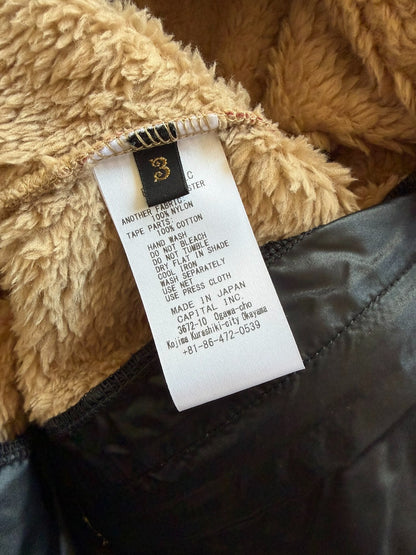 3
ANOTHER FABRIC
100% NYLON
TAPE PARTS:
100% COTTON
HAND WASH
DO NOT BLEACH
DO NOT TUMBLE
DRY FLAT IN SHADE
COOL IRON
WASH SEPARATELY
USE NET
USE PRESS CLOTH
MADE IN JAPAN
CAPITAL INC.
3672-10 Ogawa-cho
Kojima Kurashiki-city Okayama
+81-86-472-0539